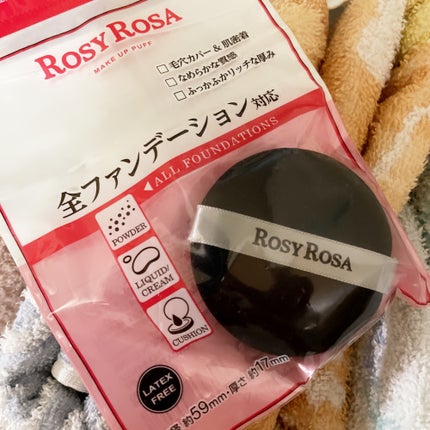 ROSY ROSA
MAKE UP PUFF
□毛穴カバー&肌密着
□なめらかな質感
□ふっかふかリッチな厚み
全ファンデーション対応
ALL FOUNDATIONS
POWDER
LIQUID/
CREAM
CUSHION
ROSY ROSA
LATEX
FREE
約59mm・厚さ 約17mm